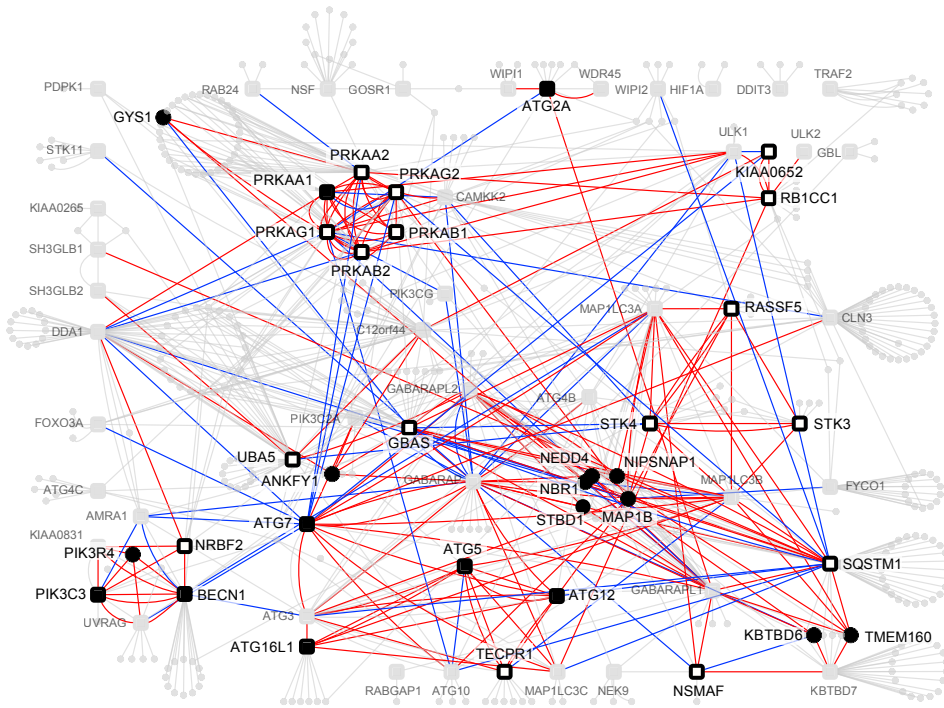 PDPK1
RAB24
NSF
GOSR1
WIPI1
WDR45
WIPI2
HIF1A
DDIT3
TRAF2
ATG2A
GYS1
STK11
PRKAA2
ULK1
ULK2
GBL
KIAA0652
PRKAA1
PRKAG2
CAMKK2
RB1CC1
KIAA0265
PRKAG1
PRKAB1
SH3GLB1
PRKAB2
SH3GLB2
PIK3CG
MAP1LC3A
RASSF5
DDA1
C12orf44
CLN3
GABARAPL2
ATG4B
FOXO3A
PIK3C2A
GBAS
STK4
STK3
UBA5
NEDD4
NIPSNAP1
ANKFY1
GABARAP
NBR1
MAP1LC3B
FYCO1
ATG4C
AMRA1
ATG7
STBD1
MAP1B
KIAA0831
PIK3R4
NRBF2
ATG5
SQSTM1
PIK3C3
BECN1
ATG12
GABARAPL1
UVRAG
ATG3
KBTBD6
TMEM160
ATG16L1
TECPR1
RABGAP1
ATG10
MAP1LC3C
NEK9
NSMAF
KBTBD7